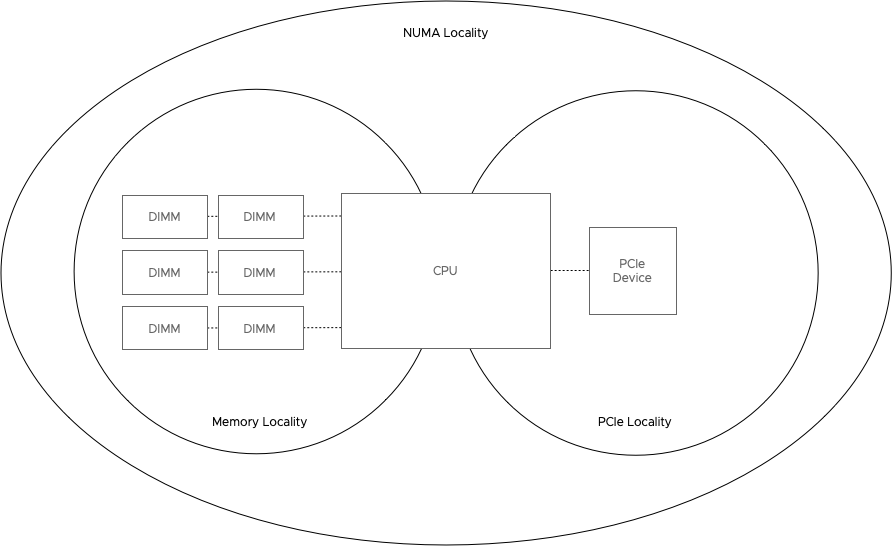 NUMA Locality
DIMM
DIMM
DIMM
DIMM
DIMM
DIMM
CPU
PCIe
Device
Memory Locality
PCIe Locality